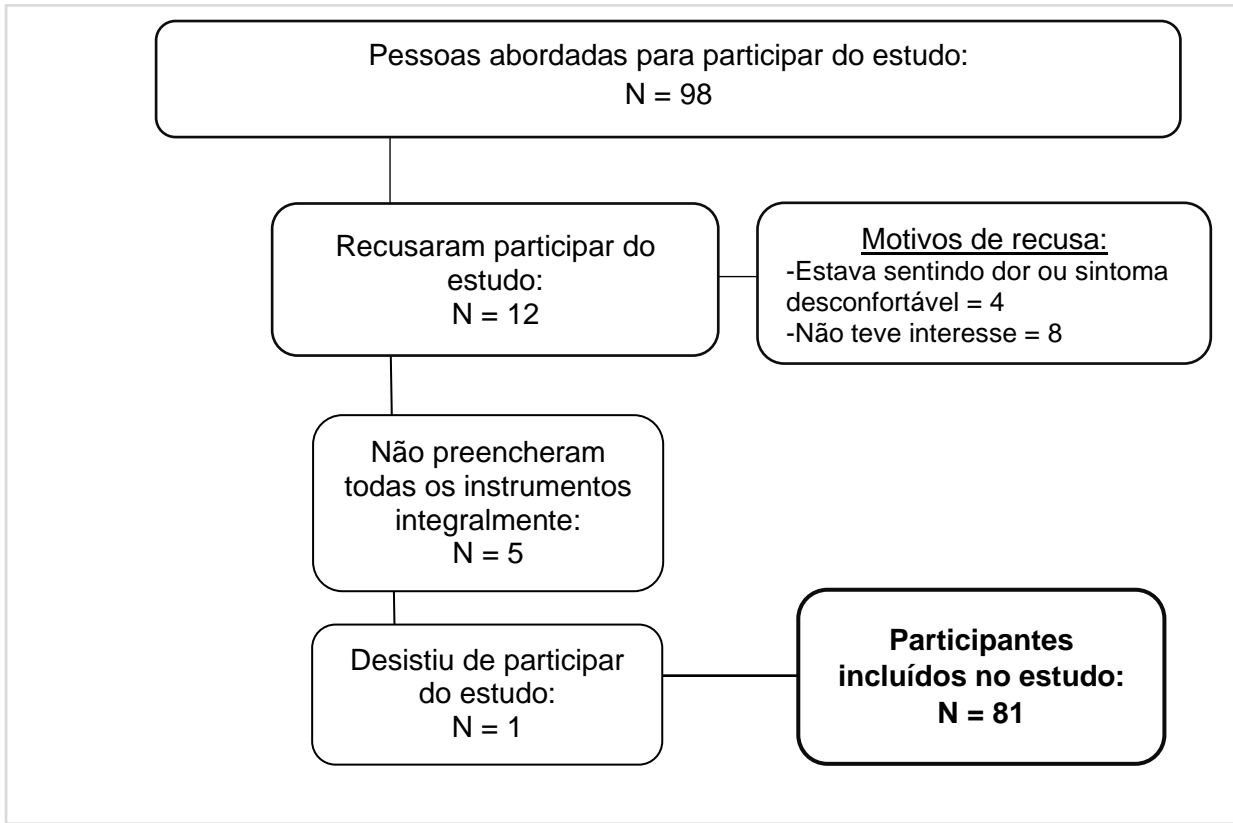 Pessoas abordadas para participar do estudo:
N = 98
Recusaram participar do
estudo:
N = 12
Motivos de recusa:
-Estava sentindo dor ou sintoma
desconfortável = 4
-Não teve interesse = 8
Não preencheram
todas os instrumentos
integralmente:
N = 5
Desistiu de participar
do estudo:
N = 1
Participantes
incluídos no estudo:
N = 81